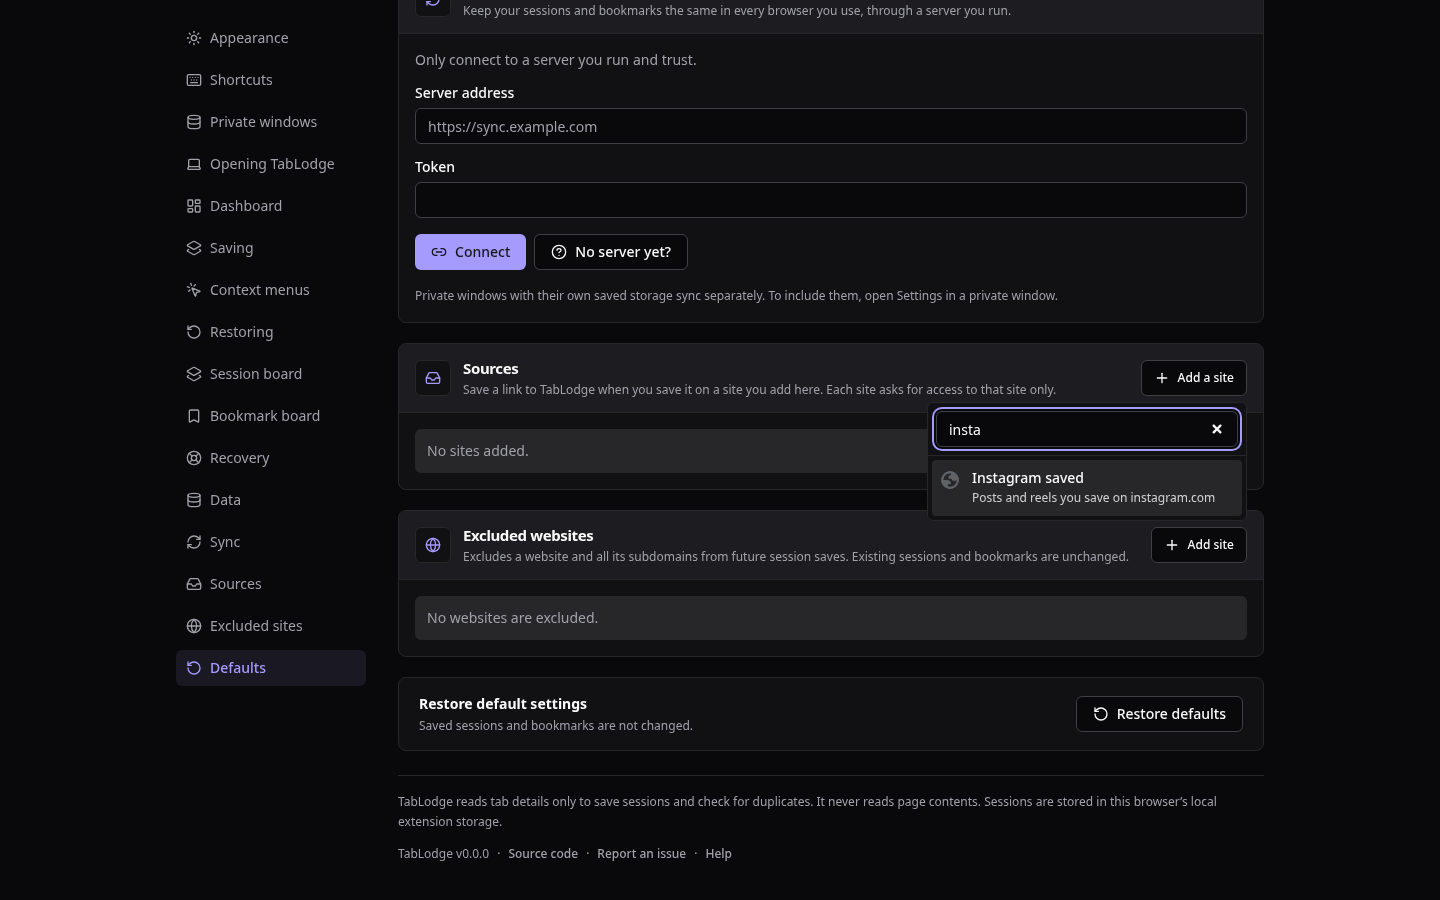 Keep your sessions and bookmarks the same in every browser you use, through a server you run.
Appearance
Shortcuts
Private windows
Opening TabLodge
Dashboard
Saving
Context menus
Restoring
Session board
Bookmark board
Recovery
Data
Sync
Sources
Excluded sites
Defaults
Only connect to a server you run and trust.
Server address
https://sync.example.com
Token
Connect
No server yet?
Private windows with their own saved storage sync separately. To include them, open Settings in a private window.
Sources
Save a link to TabLodge when you save it on a site you add here. Each site asks for access to that site only.
Add a site
insta
Instagram saved
Posts and reels you save on instagram.com
No sites added.
Excluded websites
Excludes a website and all its subdomains from future session saves. Existing sessions and bookmarks are unchanged.
Add site
No websites are excluded.
Restore default settings
Saved sessions and bookmarks are not changed.
Restore defaults
TabLodge reads tab details only to save sessions and check for duplicates. It never reads page contents. Sessions are stored in this browser’s local
extension storage.
TabLodge v0.0.0 · Source code · Report an issue · Help